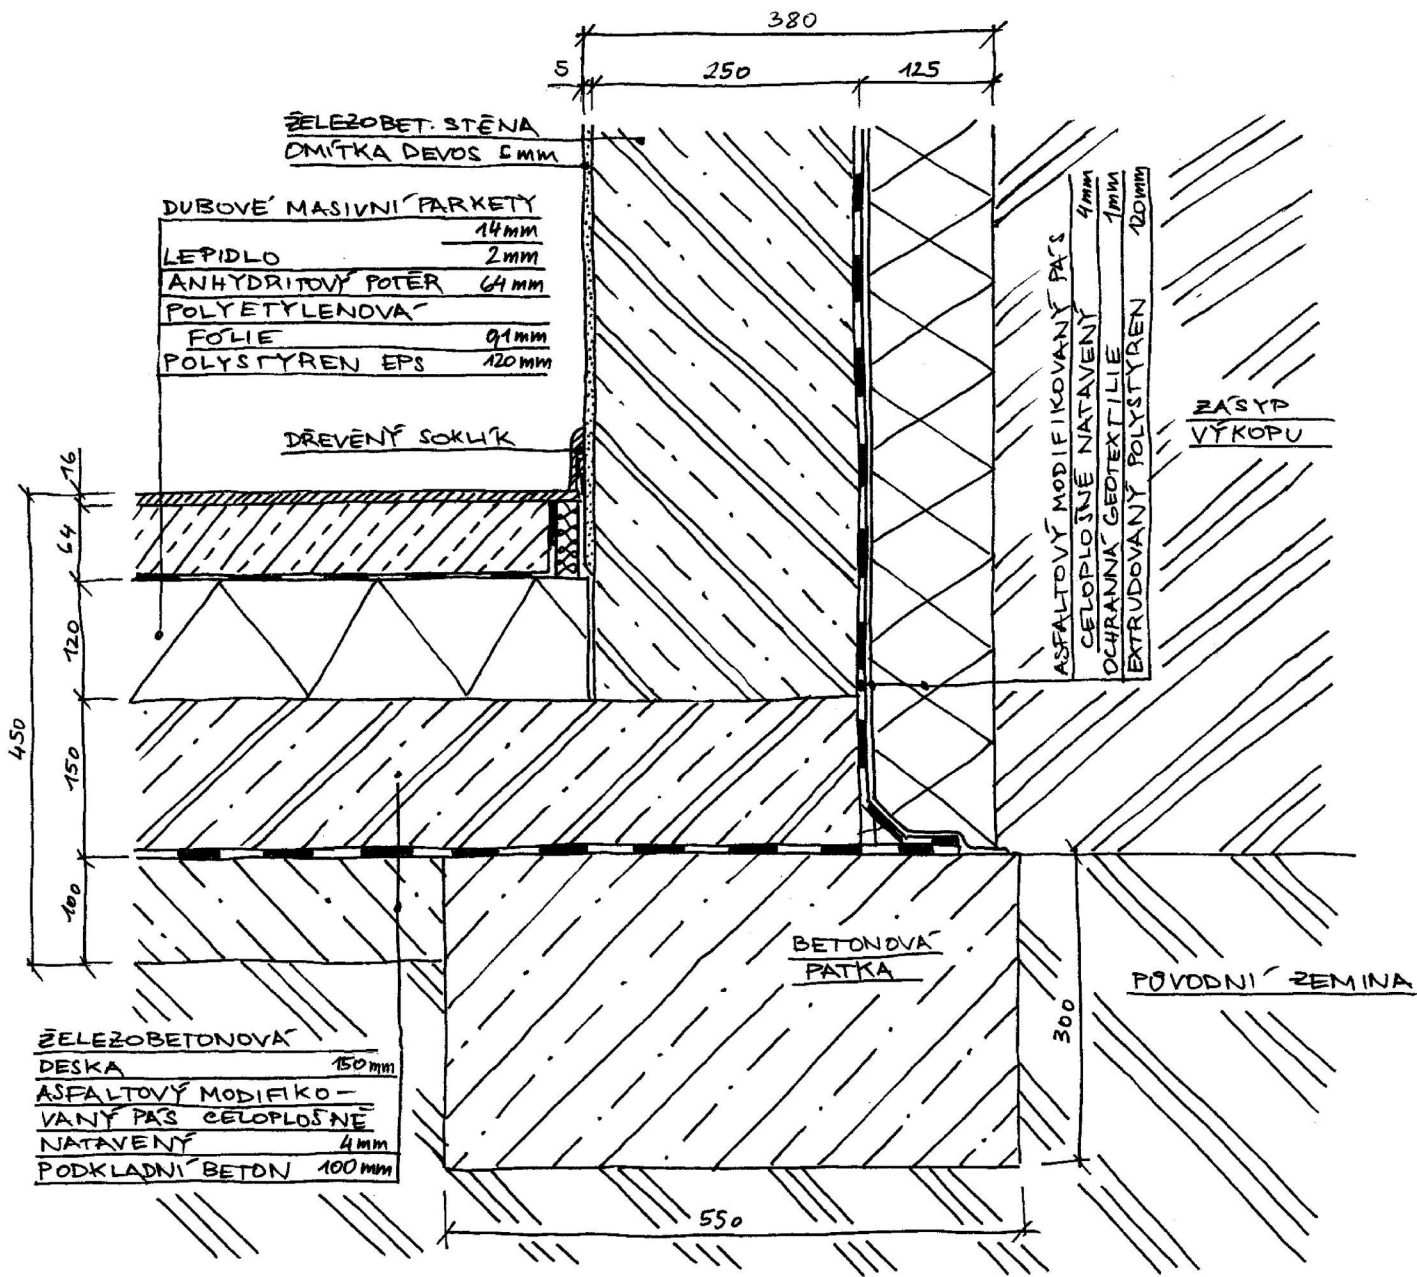 380
5
250
125
ŽELEZOBET. STĚNA
OMÍTKA DEVOS 5mm
DUBOVÉ MASIVNÍ PARKETY
14mm
LEPIDLO 2mm
ANHYDRITOVÝ POTĚR 64mm
POLYETYLENOVÁ
FÓLIE 0,1mm
POLYSTYREN EPS 120mm
DŘEVĚNÝ SOKLÍK
ASFALTOVÝ MODIFIKOVANÝ PÁS
CELOPLOŠNĚ NATAVENÝ 4mm
OCHRANNÁ GEOTEXTILIE 1mm
EXTRUDOVANÝ POLYSTYREN 120mm
ZÁSYP
VÝKOPU
16
64
120
150
100
450
BETONOVÁ
PATKA
PŮVODNÍ ZEMINA
300
ŽELEZOBETONOVÁ
DESKA 150mm
ASFALTOVÝ MODIFIKO-
VANÝ PÁS CELOPLOŠNĚ
NATAVENÝ 4mm
PODKLADNÍ BETON 100mm
550